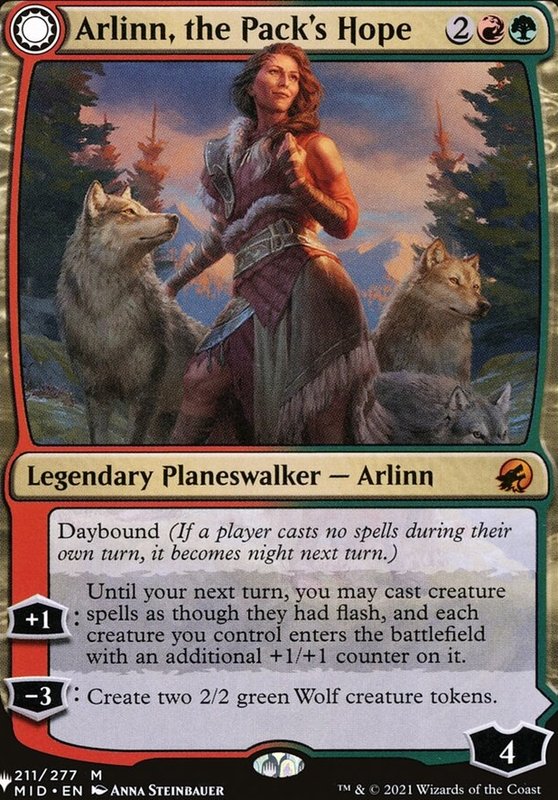 Arlinn, the Pack's Hope 2
Legendary Planeswalker — Arlinn
Daybound (If a player casts no spells during their
own turn, it becomes night next turn.)
Until your next turn, you may cast creature
+1: spells as though they had flash, and each
creature you control enters the battlefield
with an additional +1/+1 counter on it.
−3: Create two 2/2 green Wolf creature tokens.
4
211/277 M
MID • EN Anna Steinbauer ™ & © 2021 Wizards of the Coast